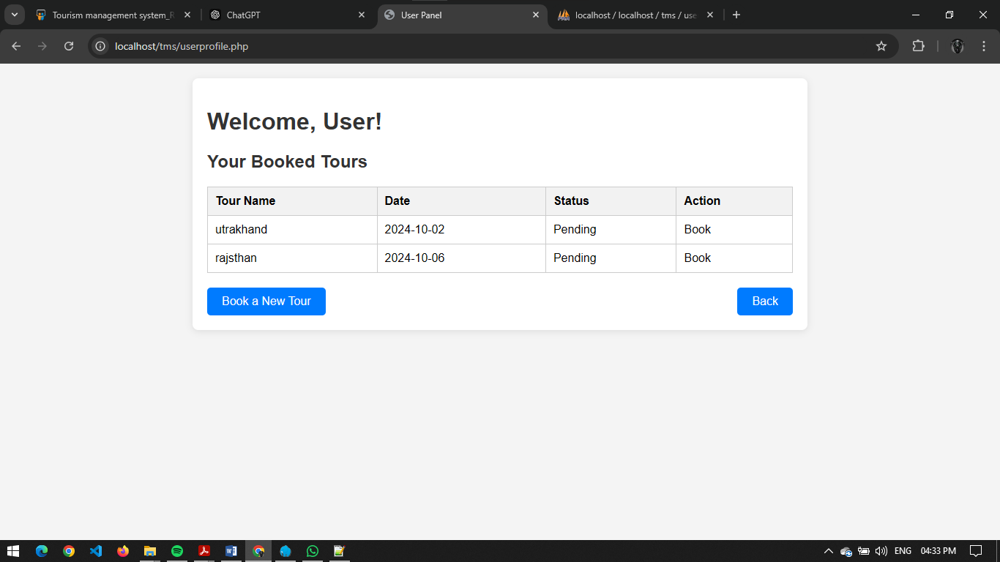 Tourism management system_R
ChatGPT
User Panel
localhost / localhost / tms / use
localhost/tms/userprofile.php
Welcome, User!
Your Booked Tours
Tour Name Date Status Action
utrakhand 2024-10-02 Pending Book
rajsthan 2024-10-06 Pending Book
Book a New Tour Back
ENG 04:33 PM